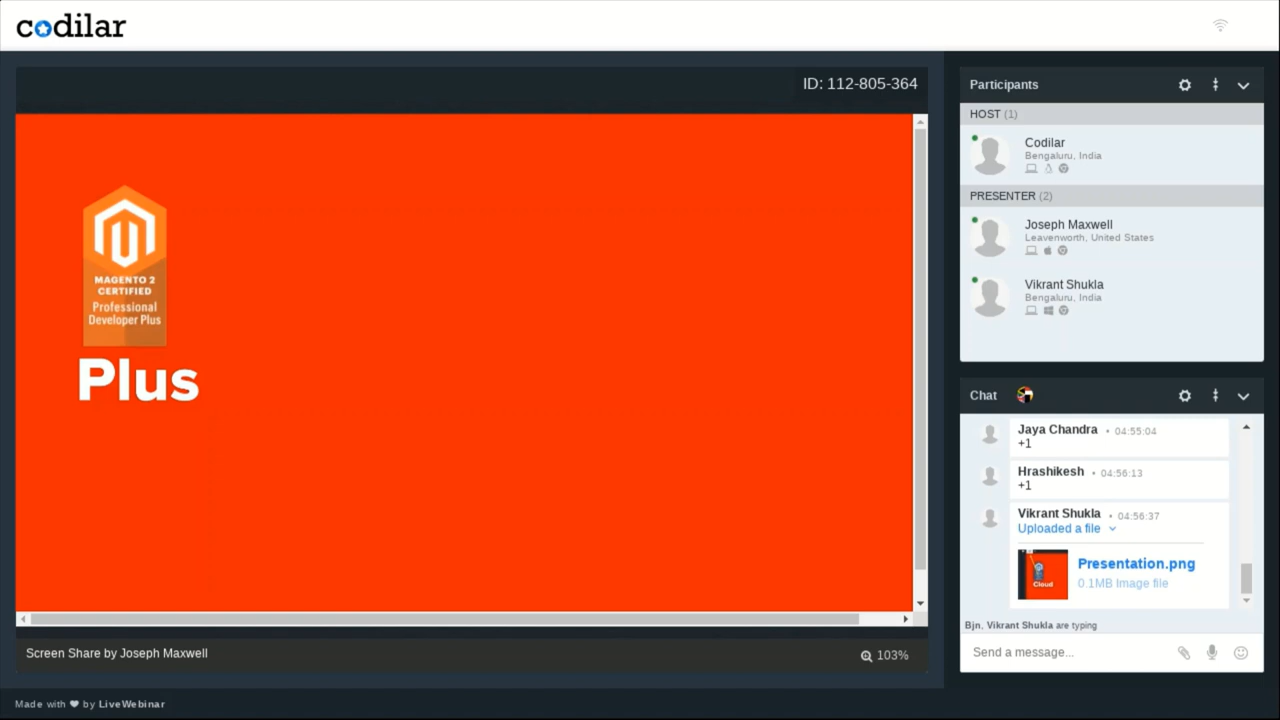 codilar
ID: 112-805-364
MAGENTO 2
CERTIFIED
Professional
Developer Plus
Plus
Screen Share by Joseph Maxwell
103%
Participants
HOST (1)
Codilar
Bengaluru, India
PRESENTER (2)
Joseph Maxwell
Leavenworth, United States
Vikrant Shukla
Bengaluru, India
Chat
Jaya Chandra • 04:55:04
+1
Hrashikesh • 04:56:13
+1
Vikrant Shukla • 04:56:37
Uploaded a file
Cloud
Presentation.png
0.1MB Image file
Bjn, Vikrant Shukla are typing
Send a message...
Made with ❤ by LiveWebinar